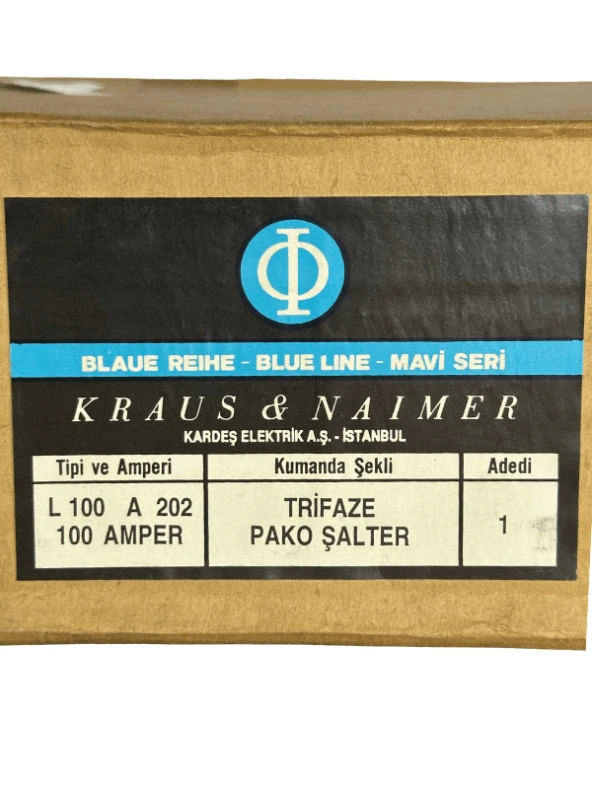 BLAUE REIHE - BLUE LINE - MAVİ SERİ
KRAUS & NAIMER
KARDEŞ ELEKTRİK A.Ş. - İSTANBUL
Tipi ve Amperi Kumanda Şekli Adedi
L 100 A 202 TRİFAZE
100 AMPER PAKO ŞALTER 1